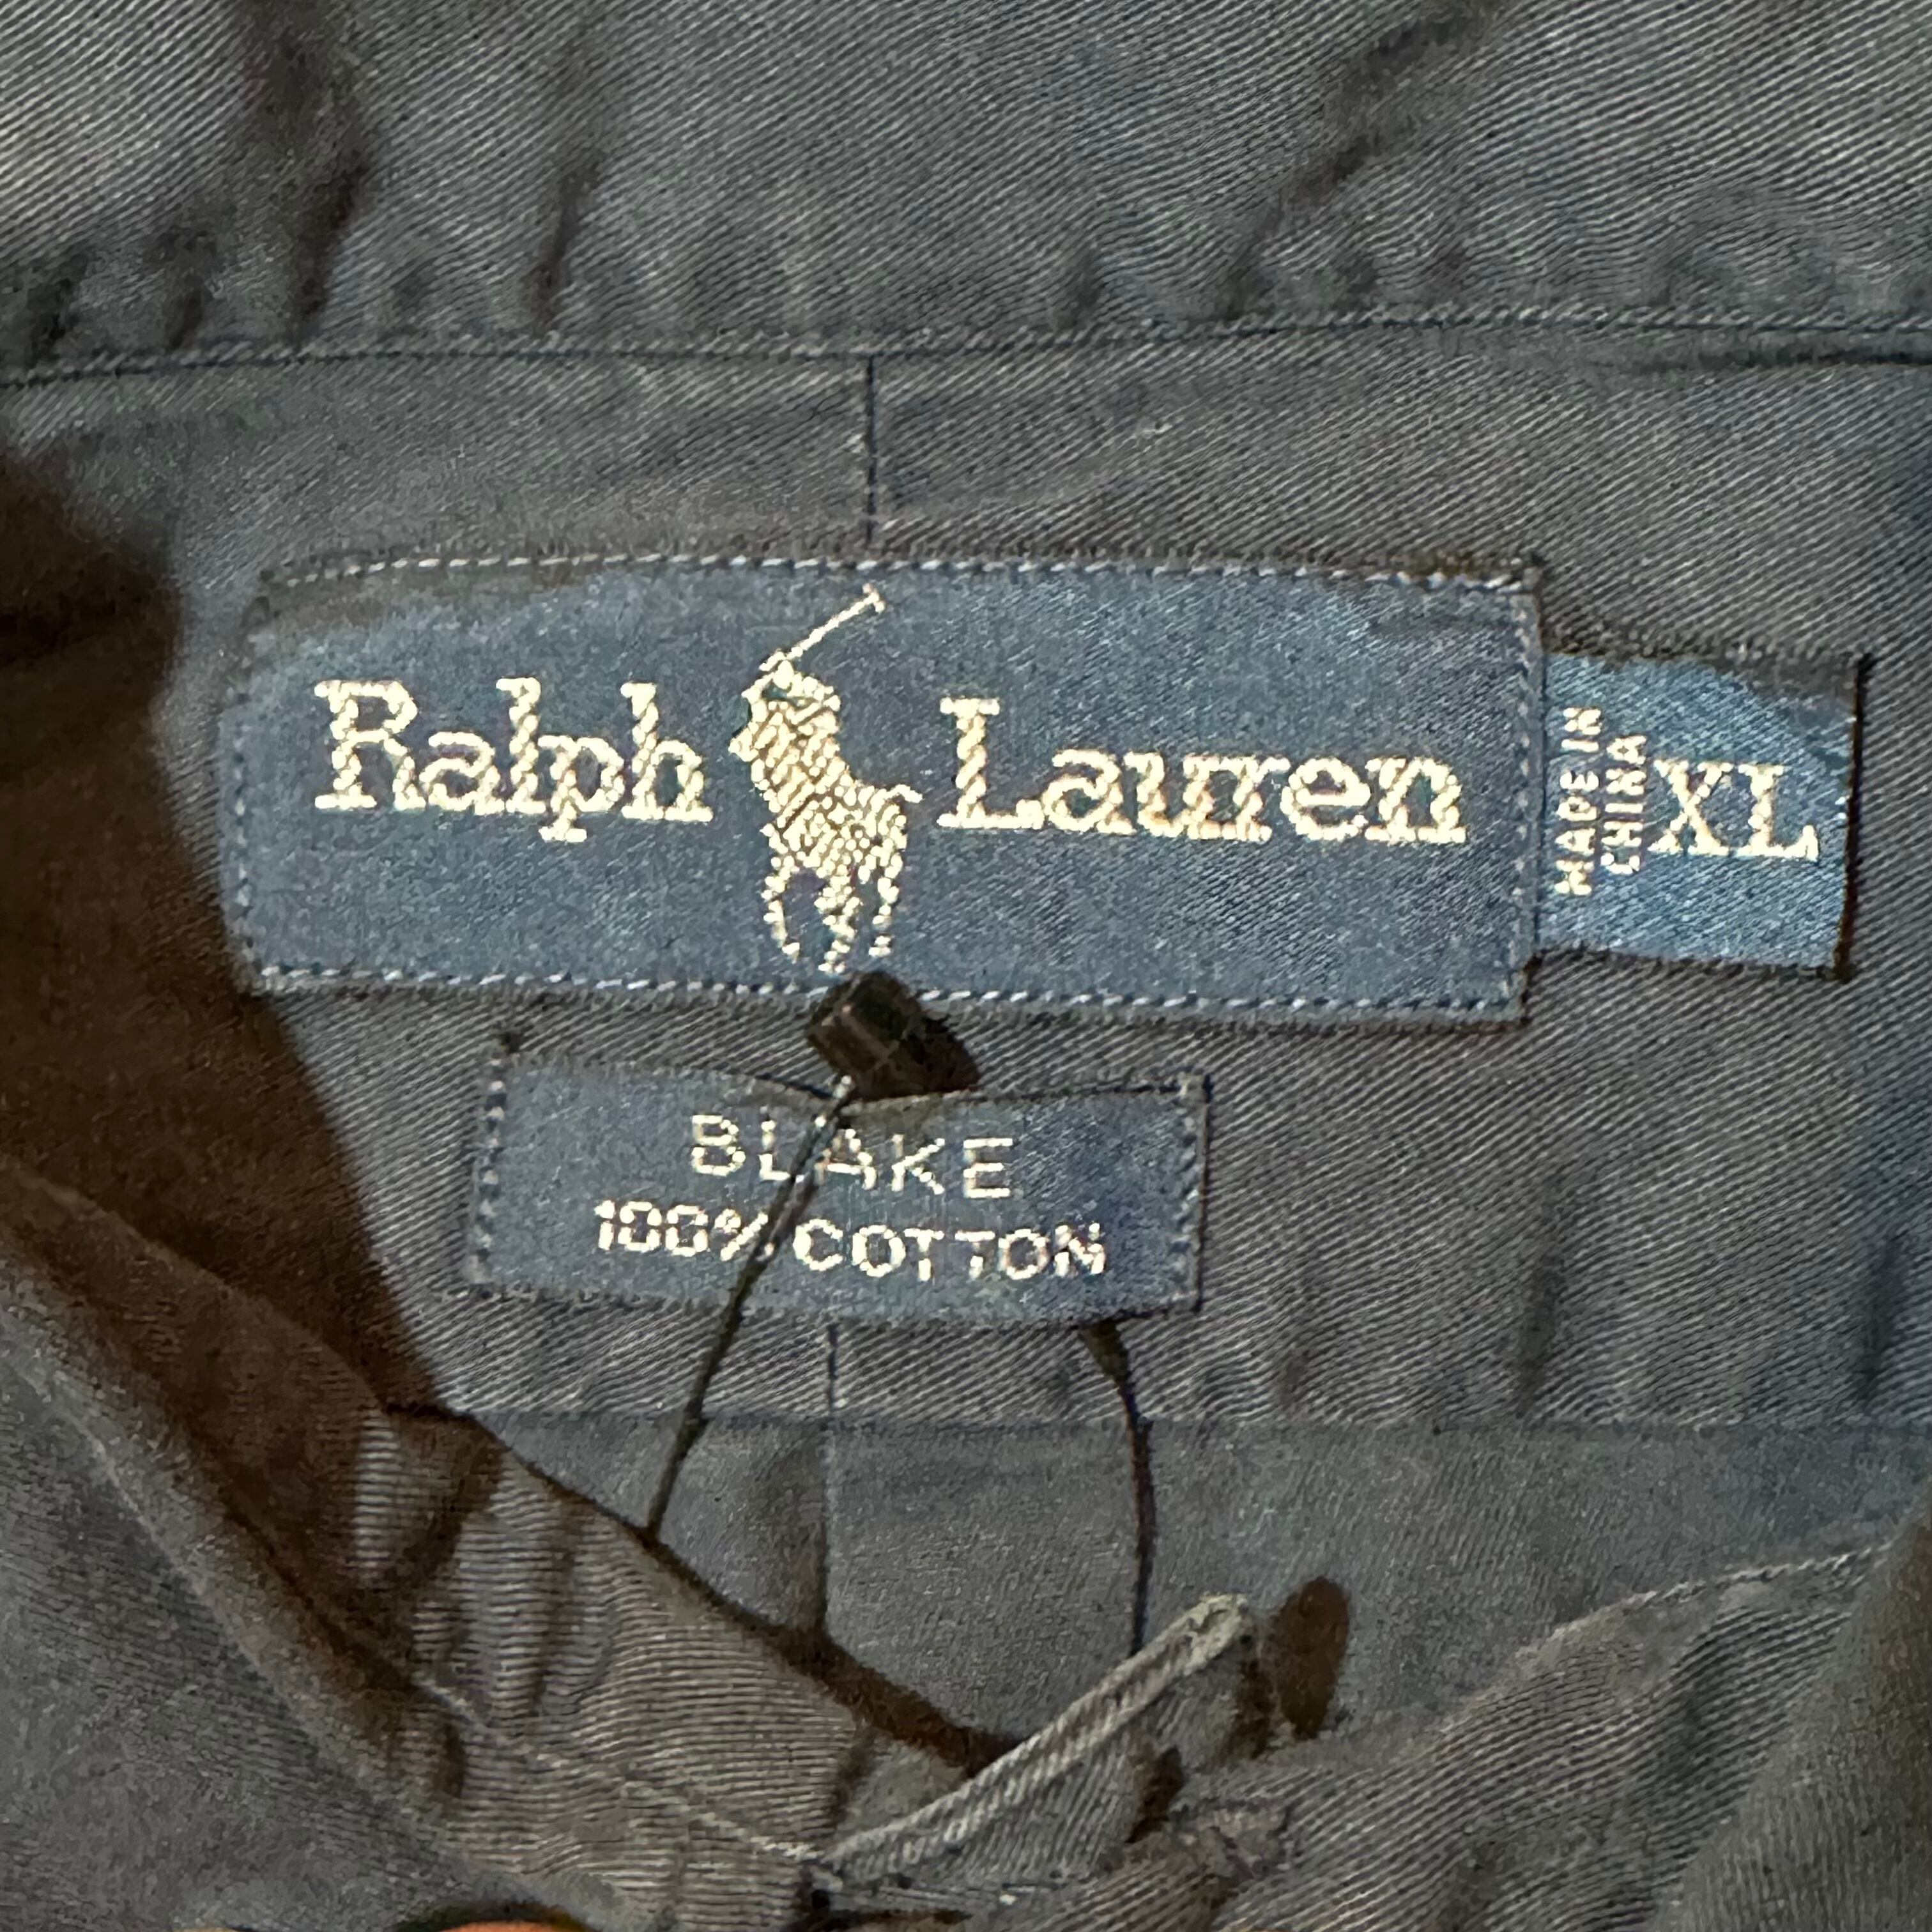 Ralph Lauren
MADE IN
CHINA
XL
BLAKE
100% COTTON